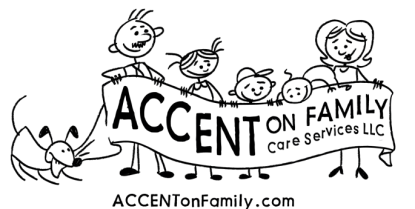 ACCENT ON FAMILY
Care Services LLC
ACCENTonFamily.com